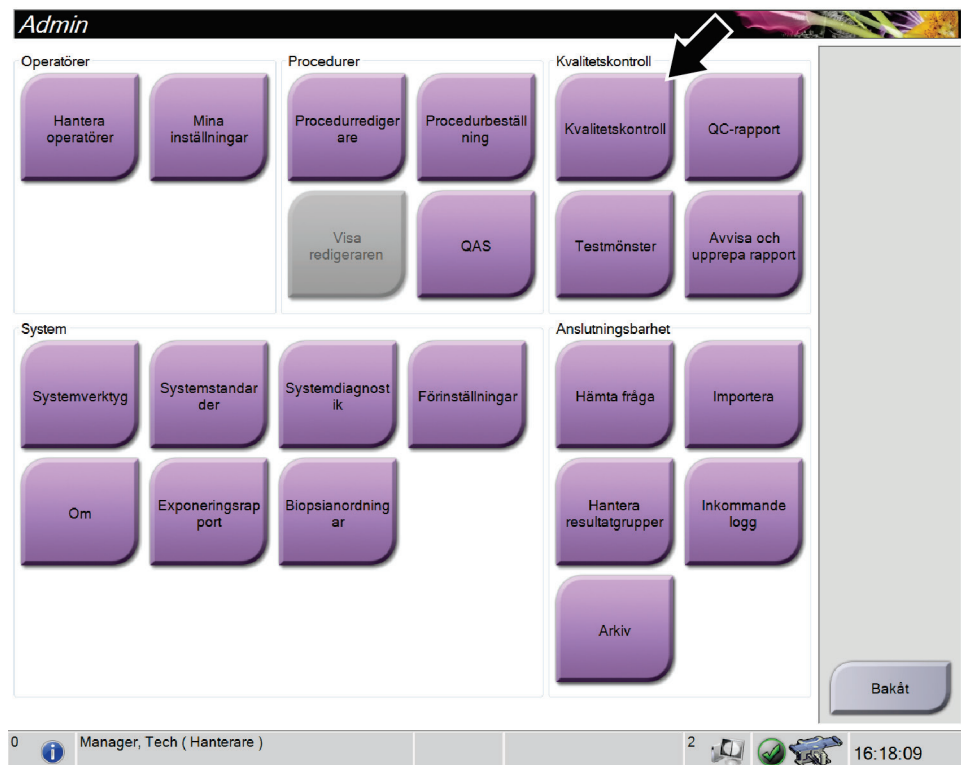 Admin
Operatörer
Hantera
operatörer
Mina
inställningar
Procedurer
Procedurrediger
are
Procedurbeställ
ning
Visa
redigeraren
QAS
Kvalitetskontroll
Kvalitetskontroll
QC-rapport
Testmönster
Avvisa och
upprepa rapport
System
Systemverktyg
Systemstandar
der
Systemdiagnost
ik
Förinställningar
Om
Exponeringsrap
port
Biopsianordning
ar
Anslutningsbarhet
Hämta fråga
Importera
Hantera
resultatgrupper
Inkommande
logg
Arkiv
Bakåt
0
Manager, Tech ( Hanterare )
2
16:18:09